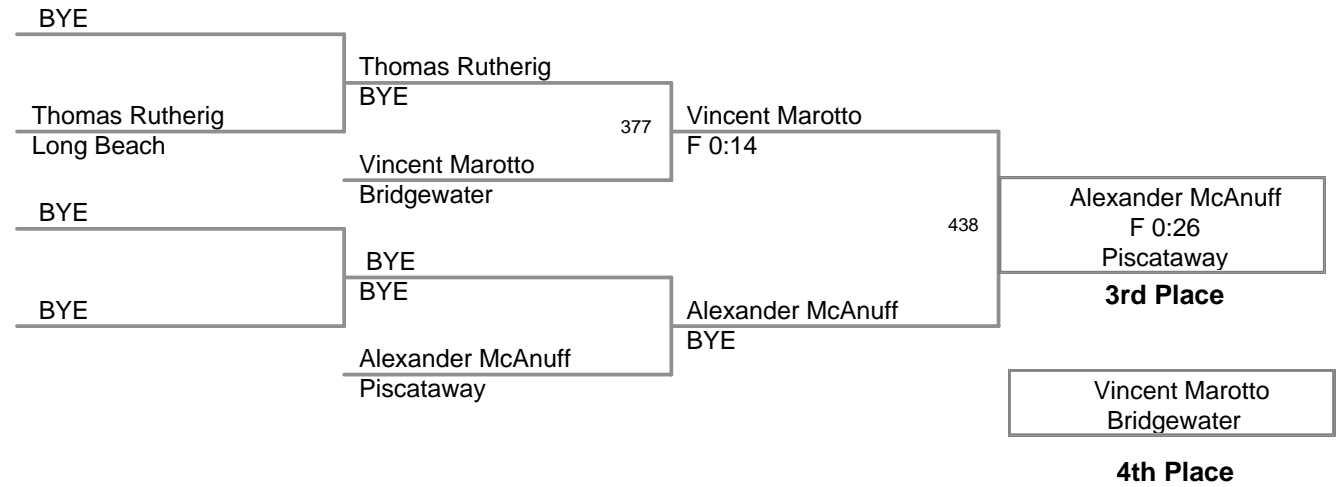 BYE
Thomas Rutherig
Long Beach
BYE
BYE
Thomas Rutherig
BYE
Vincent Marotto
Bridgewater
BYE
BYE
Alexander McAnuff
Piscataway
377
Vincent Marotto
F 0:14
Alexander McAnuff
BYE
438
Alexander McAnuff
F 0:26
Piscataway
3rd Place
Vincent Marotto
Bridgewater
4th Place